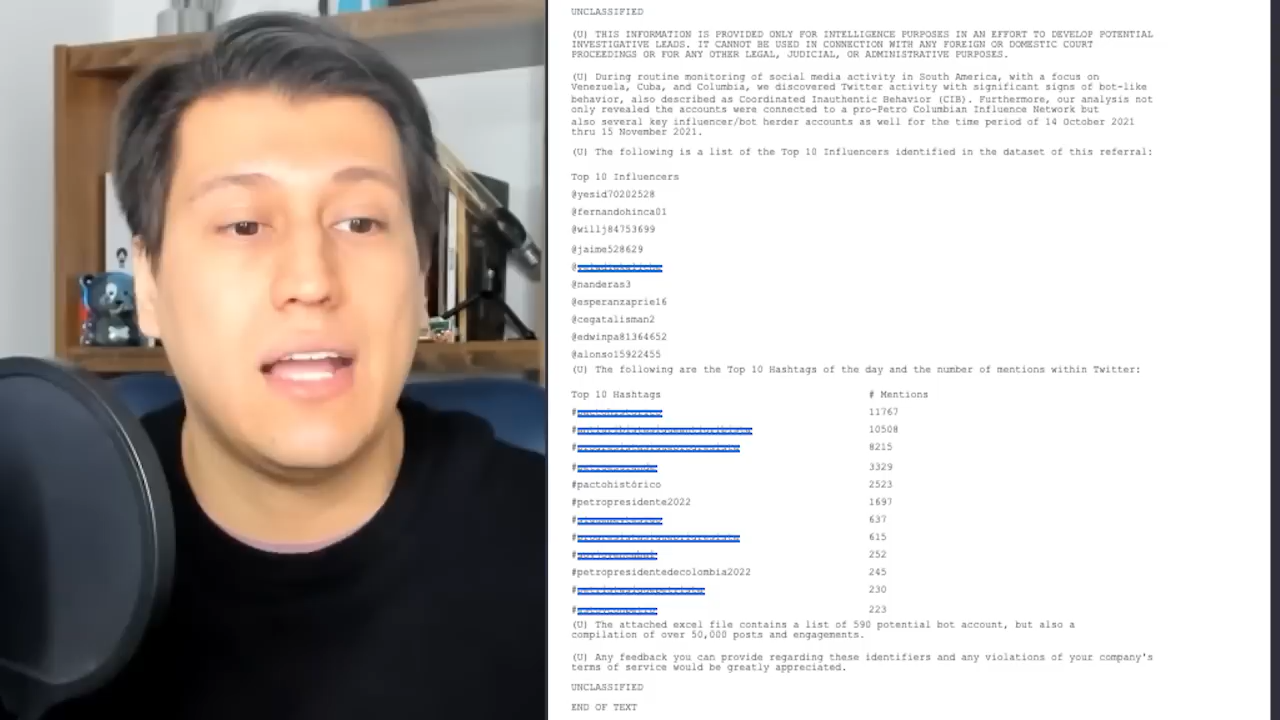 UNCLASSIFIED
(U) THIS INFORMATION IS PROVIDED ONLY FOR INTELLIGENCE PURPOSES IN AN EFFORT TO DEVELOP POTENTIAL
INVESTIGATIVE LEADS. IT CANNOT BE USED IN CONNECTION WITH ANY FOREIGN OR DOMESTIC COURT
PROCEEDINGS OR FOR ANY OTHER LEGAL, JUDICIAL, OR ADMINISTRATIVE PURPOSES.
(U) During routine monitoring of social media activity in South America, with a focus on
Venezuela, Cuba, and Columbia, we discovered Twitter activity with significant signs of bot-like
behavior, also described as Coordinated Inauthentic Behavior (CIB). Furthermore, our analysis not
only revealed the accounts were connected to a pro-Petro Columbian Influence Network but
also several key influencer/bot herder accounts as well for the time period of 14 October 2021
thru 15 November 2021.
(U) The following is a list of the Top 10 Influencers identified in the dataset of this referral:
Top 10 Influencers
@yesid70202528
@fernandohinca01
@willj84753699
@jaime528629
@
@nanderas3
@esperanzaprie16
@cegatalisman2
@edwinpa81364652
@alonso15922455
(U) The following are the Top 10 Hashtags of the day and the number of mentions within Twitter:
Top 10 Hashtags # Mentions
# 11767
# 10508
# 8215
# 3329
#pactohistórico 2523
#petropresidente2022 1697
# 637
# 615
# 252
#petropresidentedecolombia2022 245
# 230
# 223
(U) The attached excel file contains a list of 590 potential bot account, but also a
compilation of over 50,000 posts and engagements.
(U) Any feedback you can provide regarding these identifiers and any violations of your company's
terms of service would be greatly appreciated.
UNCLASSIFIED
END OF TEXT